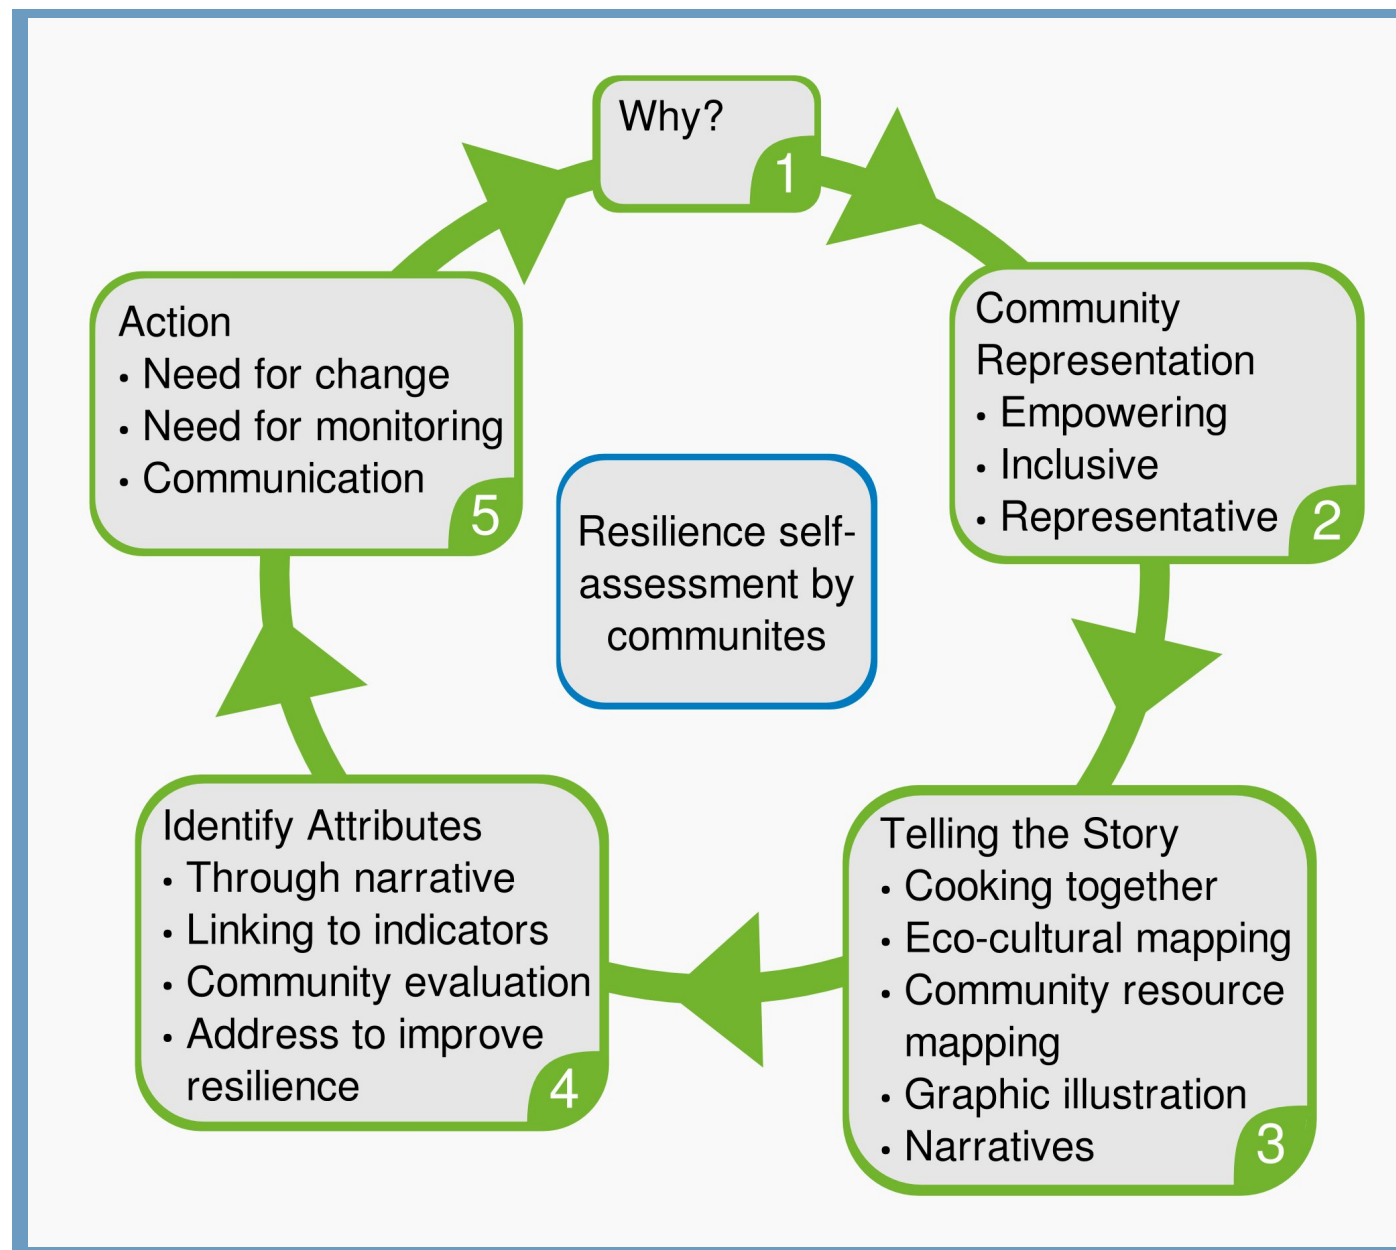 Why?
1
Community
Representation
• Empowering
• Inclusive
• Representative
2
Telling the Story
• Cooking together
• Eco-cultural mapping
• Community resource
mapping
• Graphic illustration
• Narratives
3
Identify Attributes
• Through narrative
• Linking to indicators
• Community evaluation
• Address to improve
resilience
4
Action
• Need for change
• Need for monitoring
• Communication
5
Resilience self-
assessment by
communites